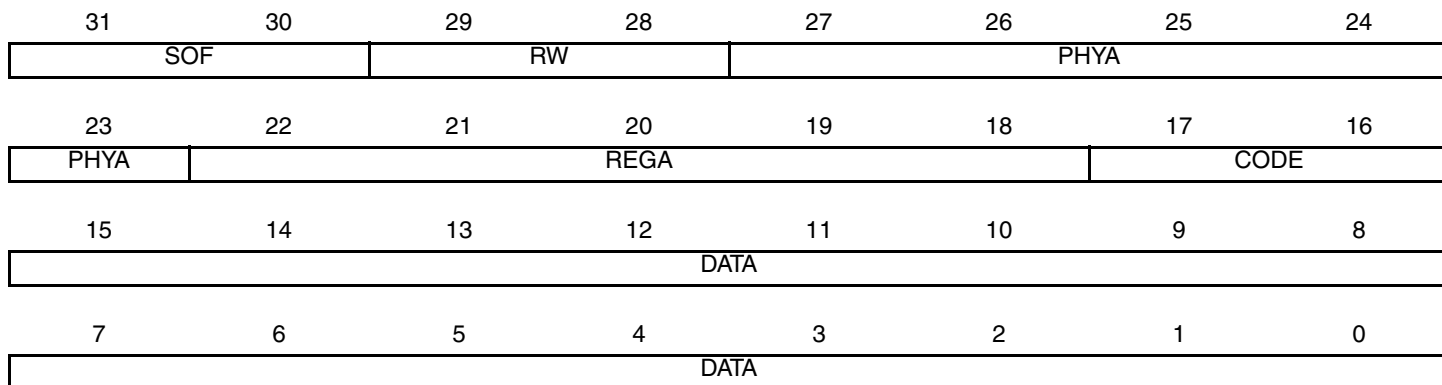 31 30 29 28 27 26 25 24
SOF RW PHYA
23 22 21 20 19 18 17 16
PHYA REGA CODE
15 14 13 12 11 10 9 8
DATA
7 6 5 4 3 2 1 0
DATA